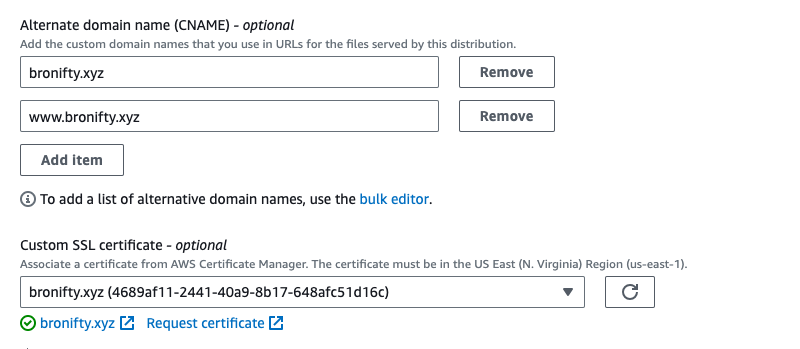 Alternate domain name (CNAME) - optional
Add the custom domain names that you use in URLs for the files served by this distribution.
bronifty.xyz
Remove
www.bronifty.xyz
Remove
Add item
To add a list of alternative domain names, use the bulk editor.
Custom SSL certificate - optional
Associate a certificate from AWS Certificate Manager. The certificate must be in the US East (N. Virginia) Region (us-east-1).
bronifty.xyz (4689af11-2441-40a9-8b17-648afc51d16c)
bronifty.xyz Request certificate